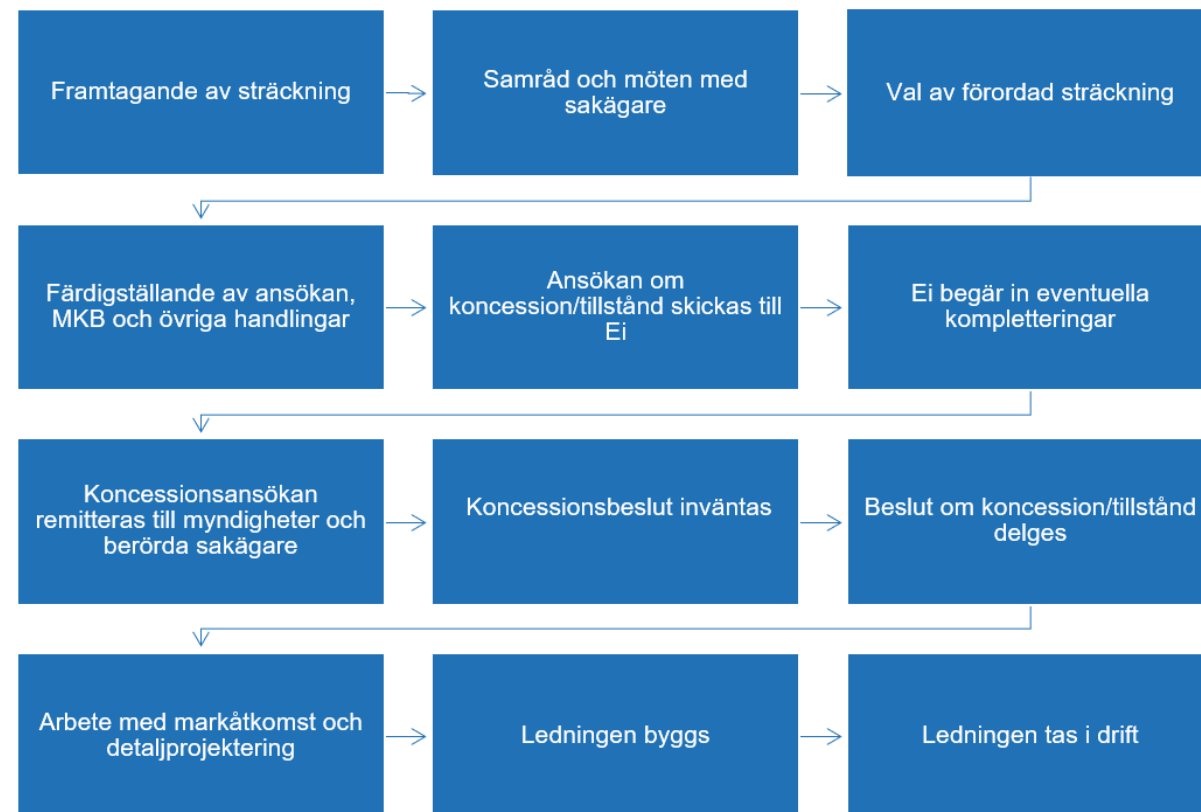 Framtagande av sträckning
Samråd och möten med
sakägare
Val av förordad sträckning
Färdigställande av ansökan,
MKB och övriga handlingar
Ansökan om
koncession/tillstånd skickas till
Ei
Ei begär in eventuella
kompletteringar
Koncessionsansökan
remitteras till myndigheter och
berörda sakägare
Koncessionsbeslut inväntas
Beslut om koncession/tillstånd
delges
Arbete med markåtkomst och
detaljprojektering
Ledningen byggs
Ledningen tas i drift